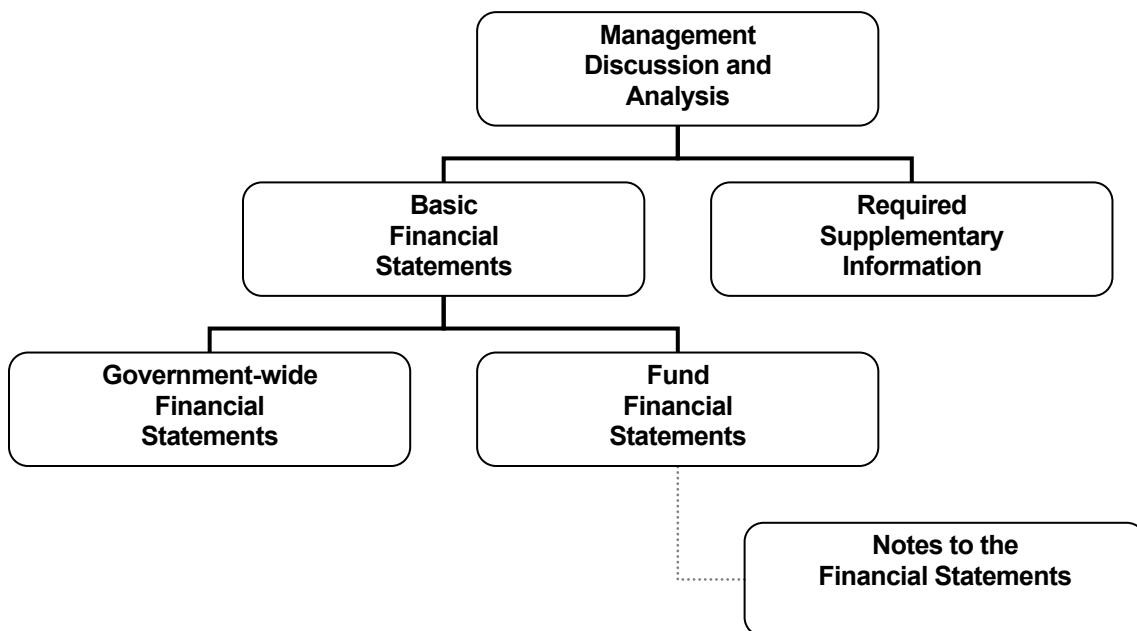 Management
Discussion and
Analysis
Basic
Financial
Statements
Required
Supplementary
Information
Government-wide
Financial
Statements
Fund
Financial
Statements
Notes to the
Financial Statements